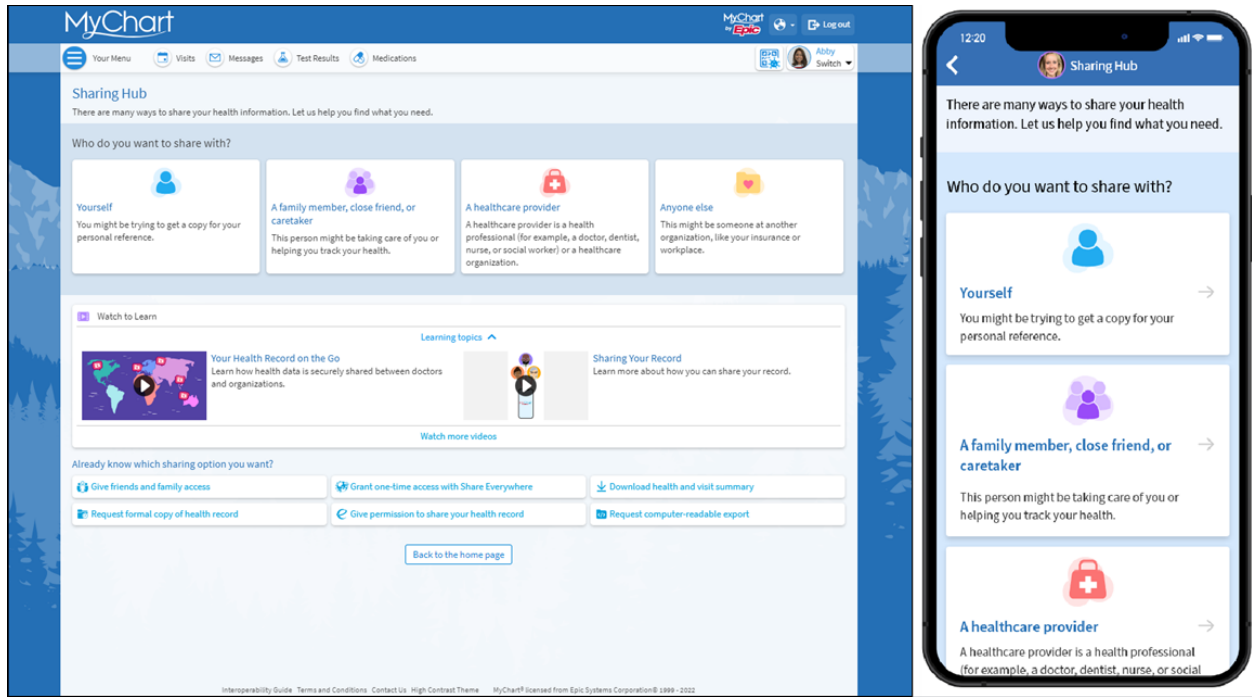 MyChart
MyChart by Epic
Log out
Your Menu
Visits
Messages
Test Results
Medications
Abby
Switch
Sharing Hub
There are many ways to share your health information. Let us help you find what you need.
Who do you want to share with?
Yourself
You might be trying to get a copy for your
personal reference.
A family member, close friend, or
caretaker
This person might be taking care of you or
helping you track your health.
A healthcare provider
A healthcare provider is a health
professional (for example, a doctor, dentist,
nurse, or social worker) or a healthcare
organization.
Anyone else
This might be someone at another
organization, like your insurance or
workplace.
Watch to Learn
Learning topics
Your Health Record on the Go
Learn how health data is securely shared between doctors
and organizations.
Sharing Your Record
Learn more about how you can share your record.
Watch more videos
Already know which sharing option you want?
Give friends and family access
Grant one-time access with Share Everywhere
Download health and visit summary
Request formal copy of health record
Give permission to share your health record
Request computer-readable export
Back to the home page
Interoperability Guide Terms and Conditions Contact Us High Contrast Theme MyChart® licensed from Epic Systems Corporation© 1999 - 2022
12:20
Sharing Hub
There are many ways to share your health
information. Let us help you find what you need.
Who do you want to share with?
Yourself
You might be trying to get a copy for your
personal reference.
A family member, close friend, or
caretaker
This person might be taking care of you or
helping you track your health.
A healthcare provider
A healthcare provider is a health professional
(for example, a doctor, dentist, nurse, or social